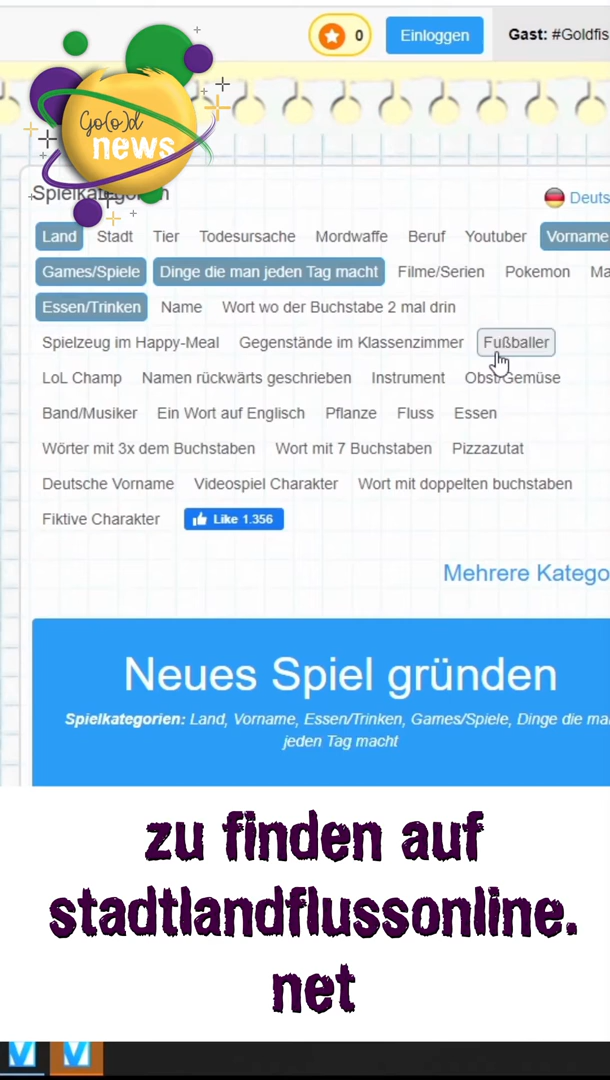 0 Einloggen Gast: #Goldfis
Go(o)d
news
Spielkategorien
Deuts
Land Stadt Tier Todesursache Mordwaffe Beruf Youtuber Vorname
Games/Spiele Dinge die man jeden Tag macht Filme/Serien Pokemon Ma
Essen/Trinken Name Wort wo der Buchstabe 2 mal drin
Spielzeug im Happy-Meal Gegenstände im Klassenzimmer Fußballer
LoL Champ Namen rückwärts geschrieben Instrument Obst/Gemüse
Band/Musiker Ein Wort auf Englisch Pflanze Fluss Essen
Wörter mit 3x dem Buchstaben Wort mit 7 Buchstaben Pizzazutat
Deutsche Vorname Videospiel Charakter Wort mit doppelten buchstaben
Fiktive Charakter Like 1.356
Mehrere Katego
Neues Spiel gründen
Spielkategorien: Land, Vorname, Essen/Trinken, Games/Spiele, Dinge die man
jeden Tag macht
zu finden auf
stadtlandflussonline.
net